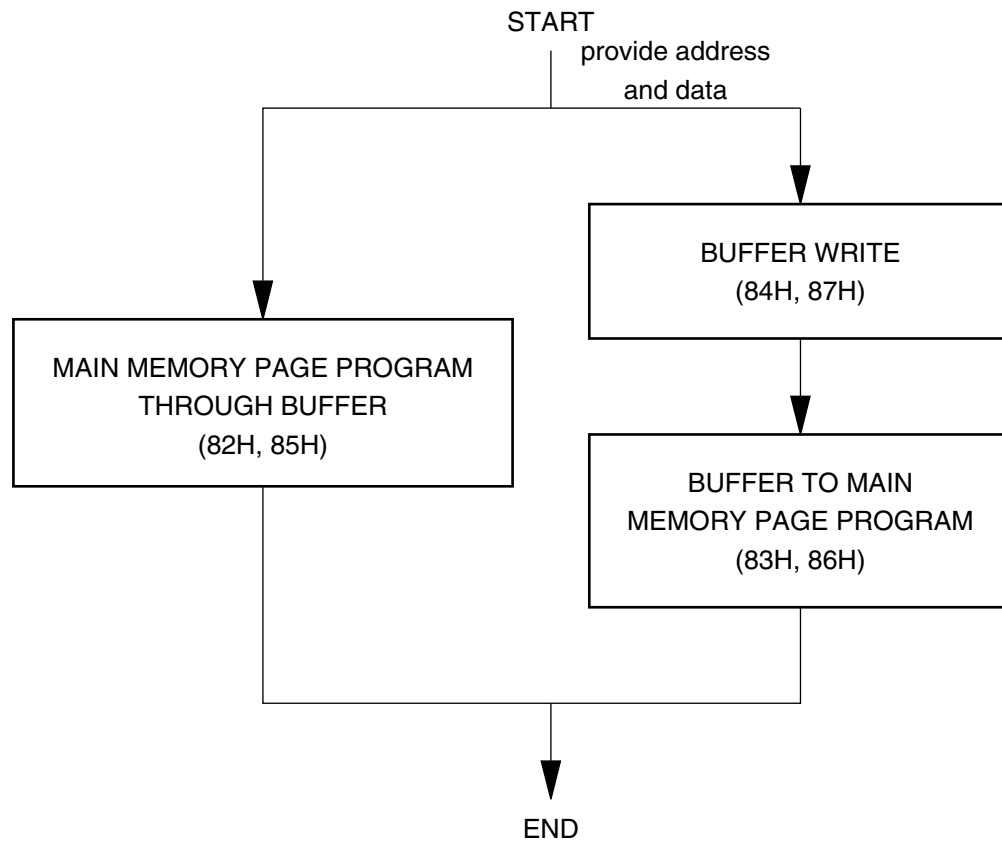 START
provide address
and data
BUFFER WRITE
(84H, 87H)
MAIN MEMORY PAGE PROGRAM
THROUGH BUFFER
(82H, 85H)
BUFFER TO MAIN
MEMORY PAGE PROGRAM
(83H, 86H)
END